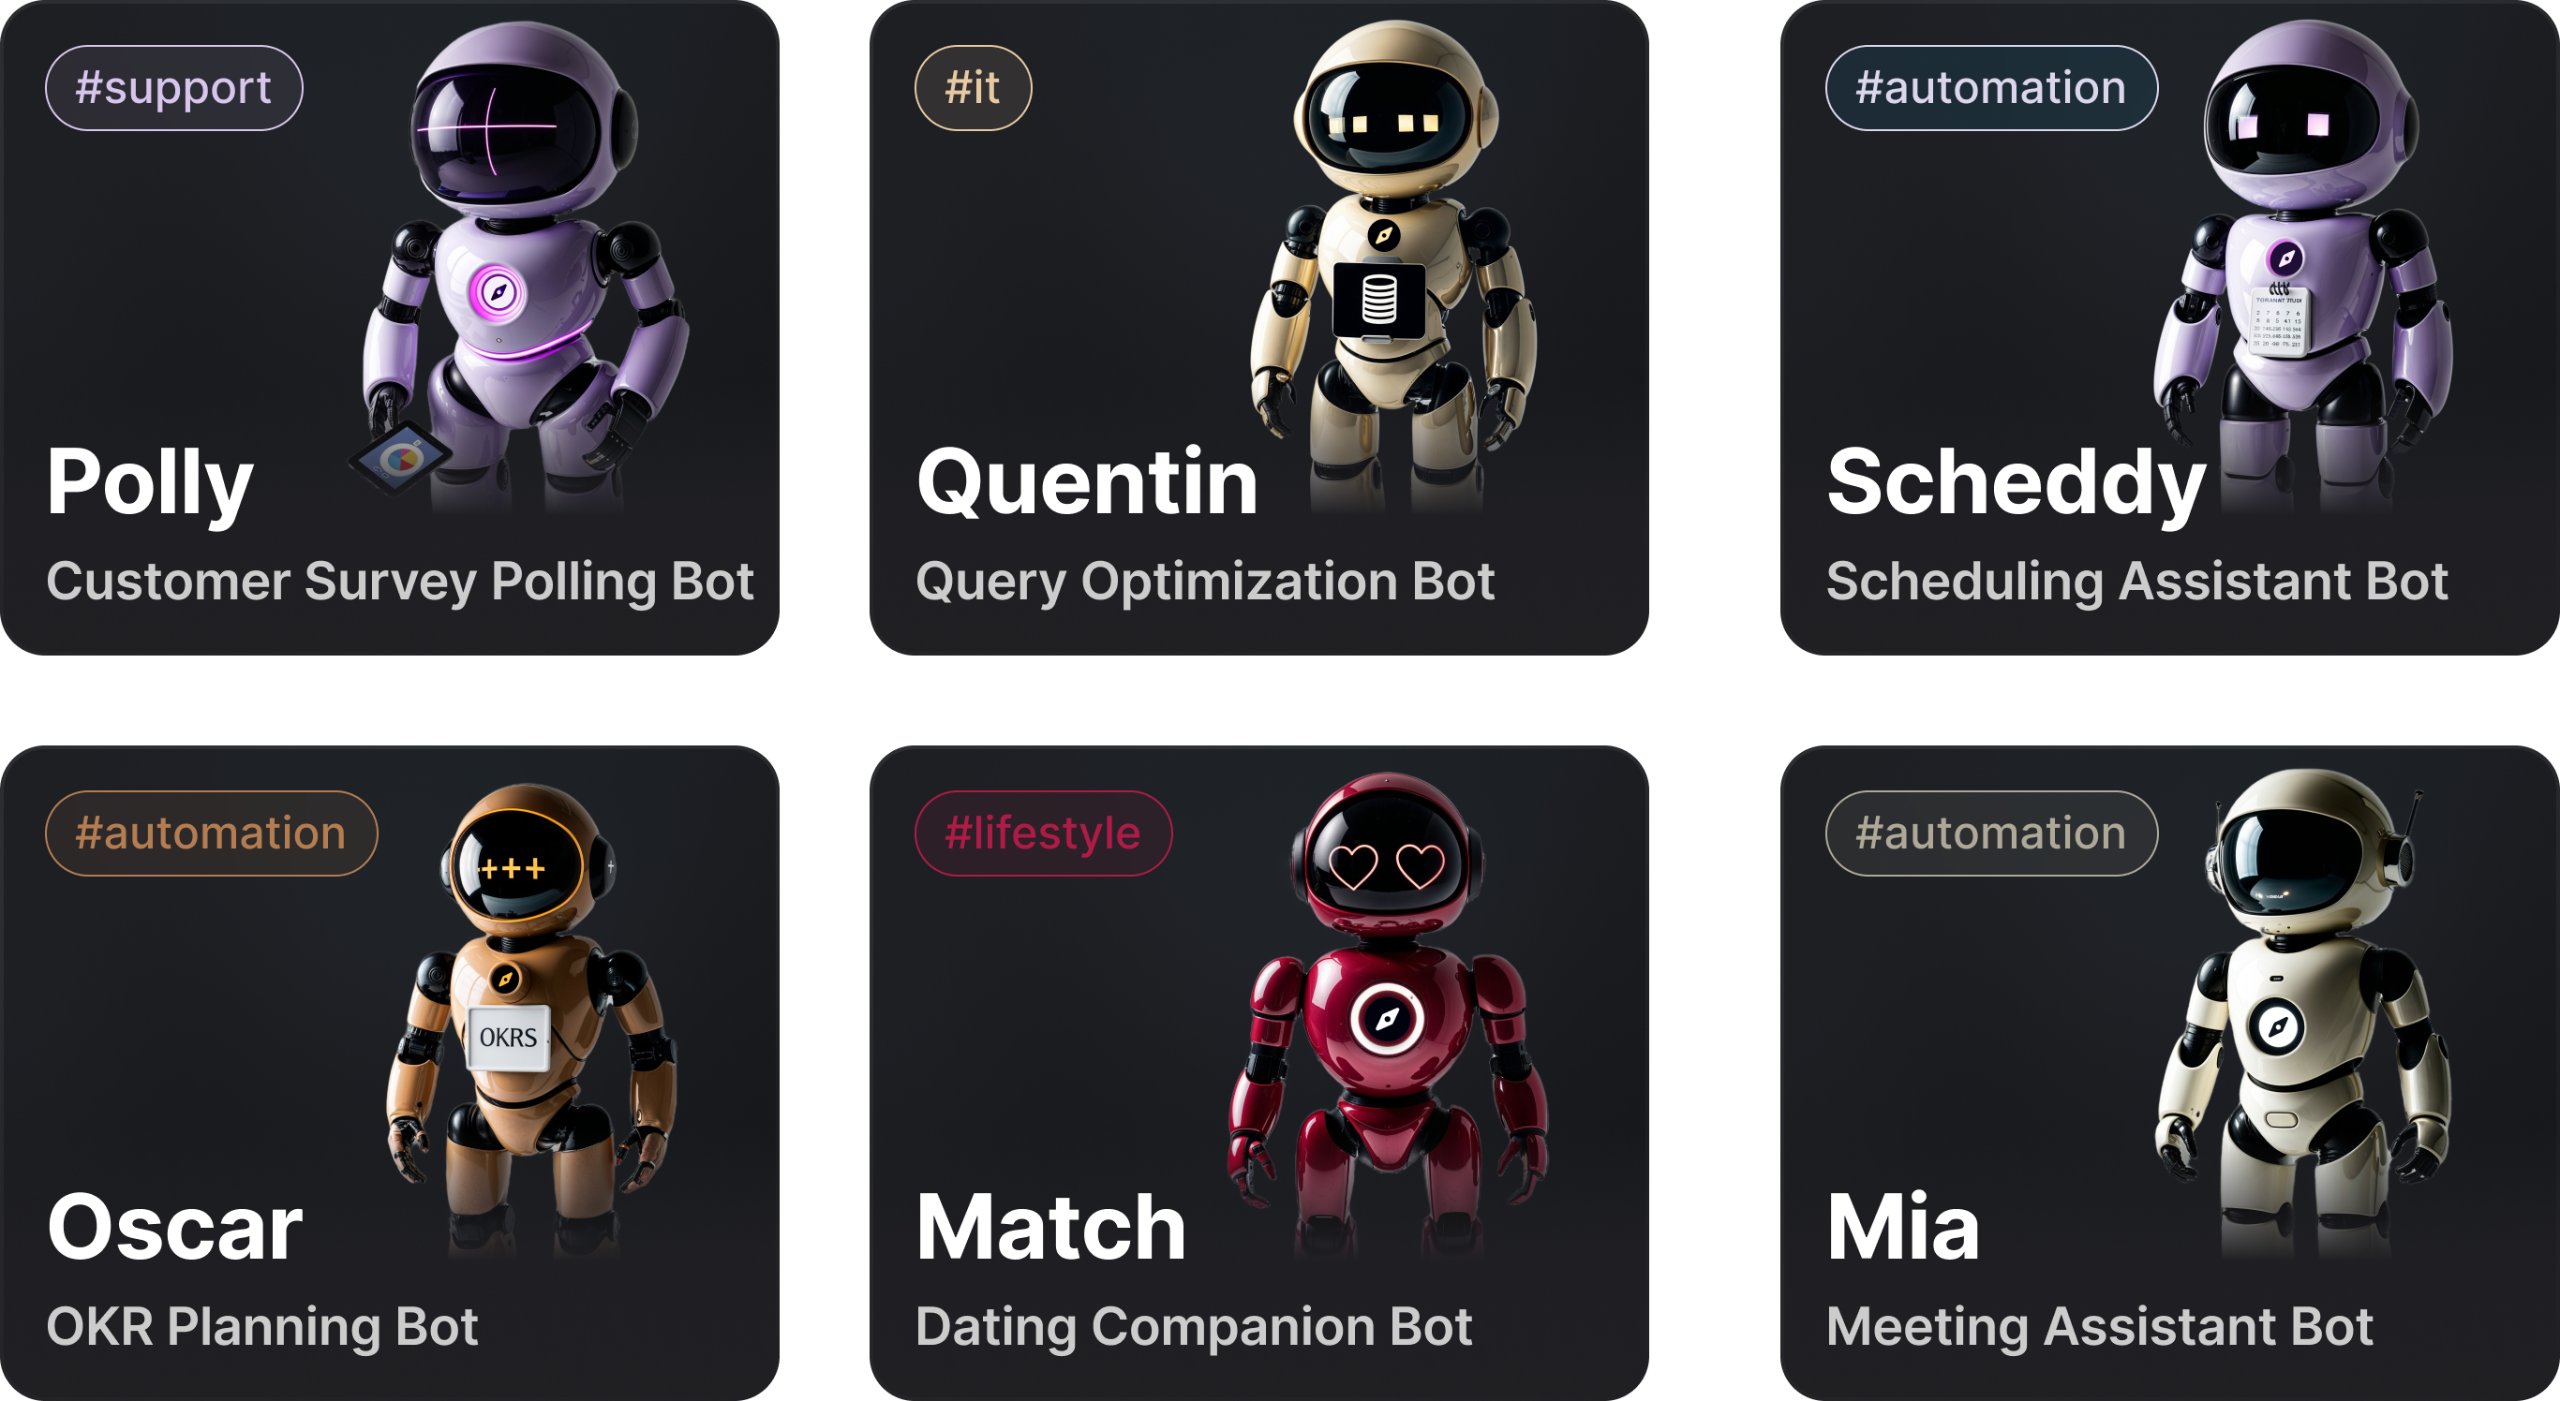 #support
Polly
Customer Survey Polling Bot
#it
Quentin
Query Optimization Bot
#automation
Scheddy
Scheduling Assistant Bot
#automation
+++
OKRS
Oscar
OKR Planning Bot
#lifestyle
Match
Dating Companion Bot
#automation
Mia
Meeting Assistant Bot